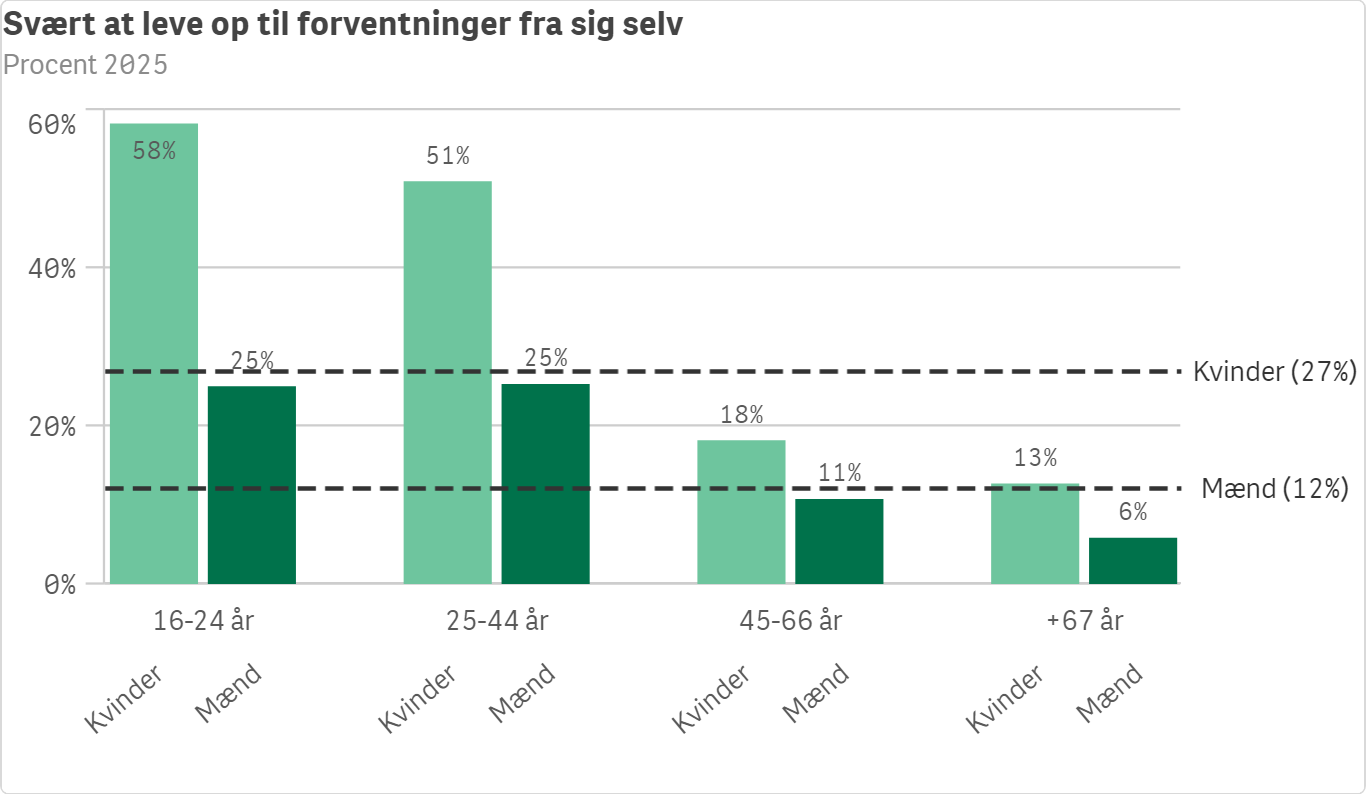 Svært at leve op til forventninger fra sig selv
Procent 2025
60%
40%
20%
0%
58%
25%
51%
25%
18%
11%
13%
6%
Kvinder (27%)
Mænd (12%)
16-24 år
25-44 år
45-66 år
+67 år
Kvinder
Mænd
Kvinder
Mænd
Kvinder
Mænd
Kvinder
Mænd